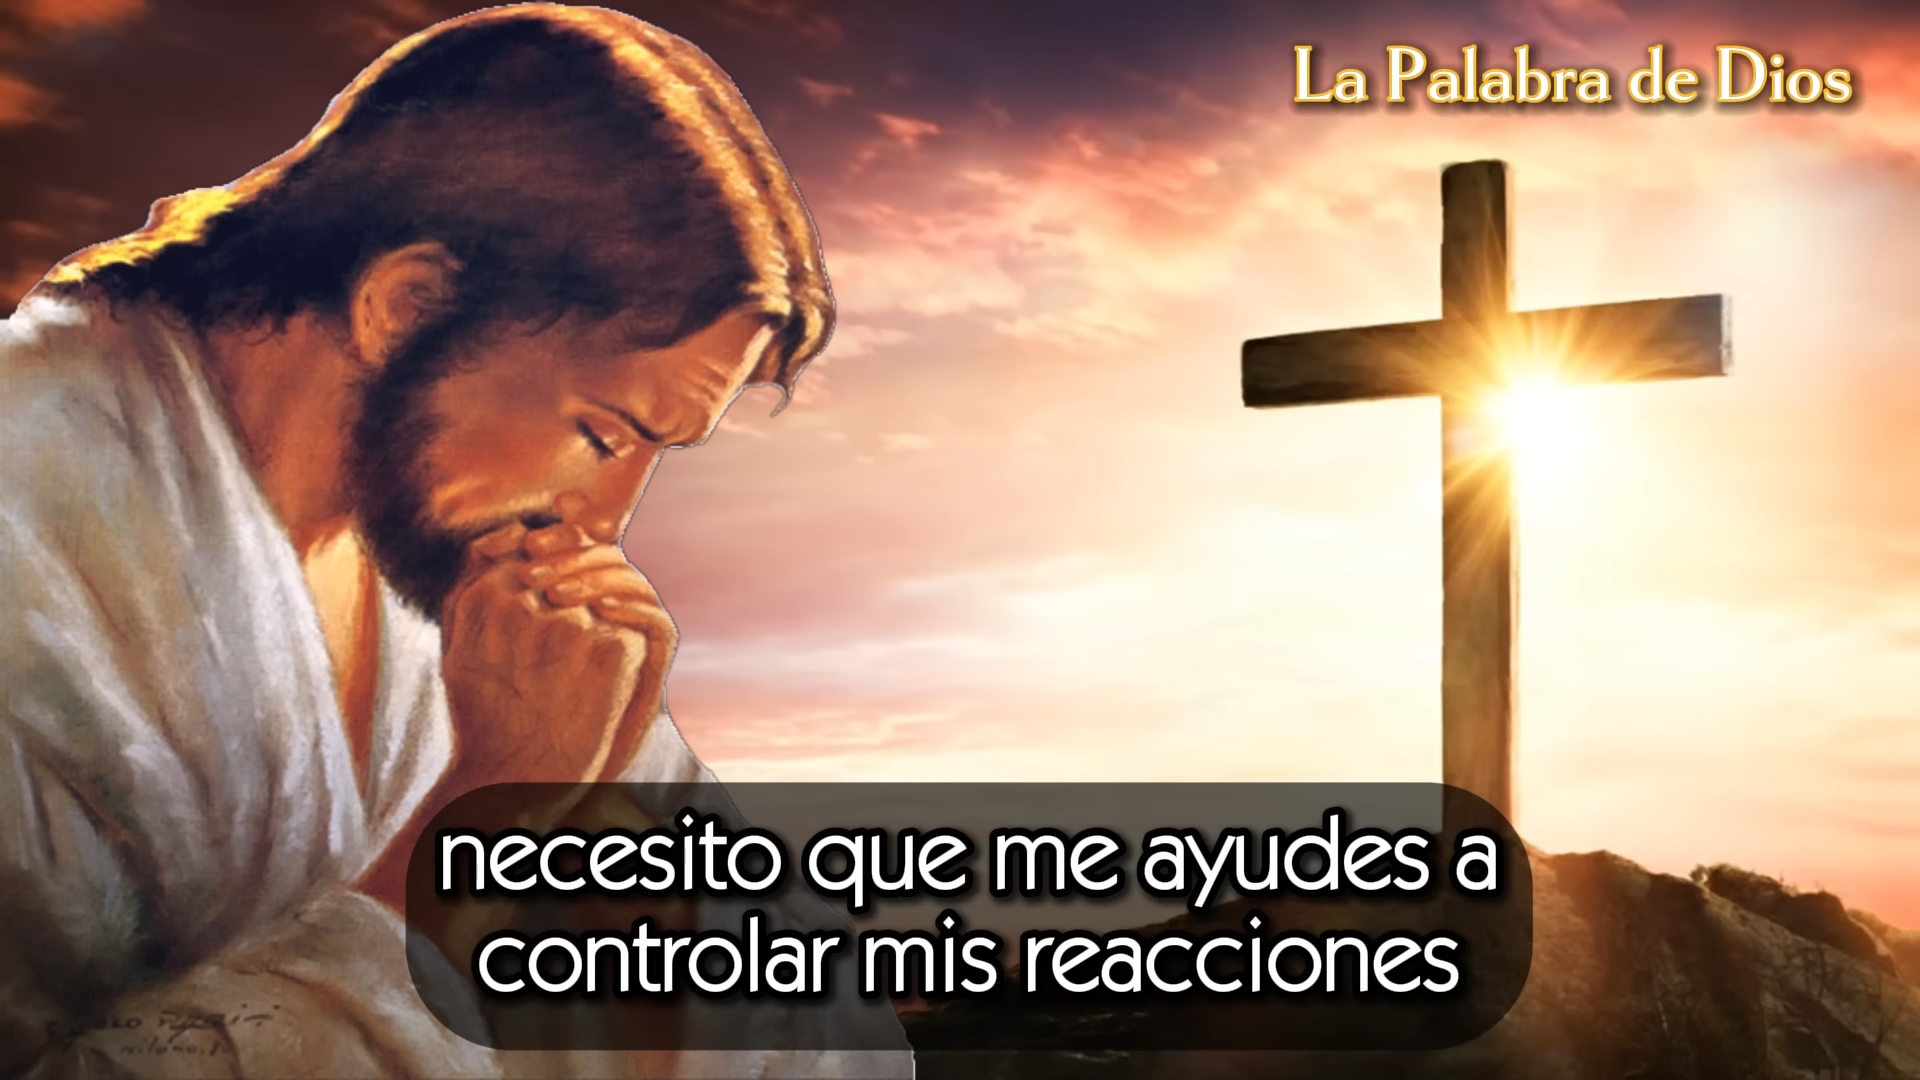 La Palabra de Dios
necesito que me ayudes a
controlar mis reacciones